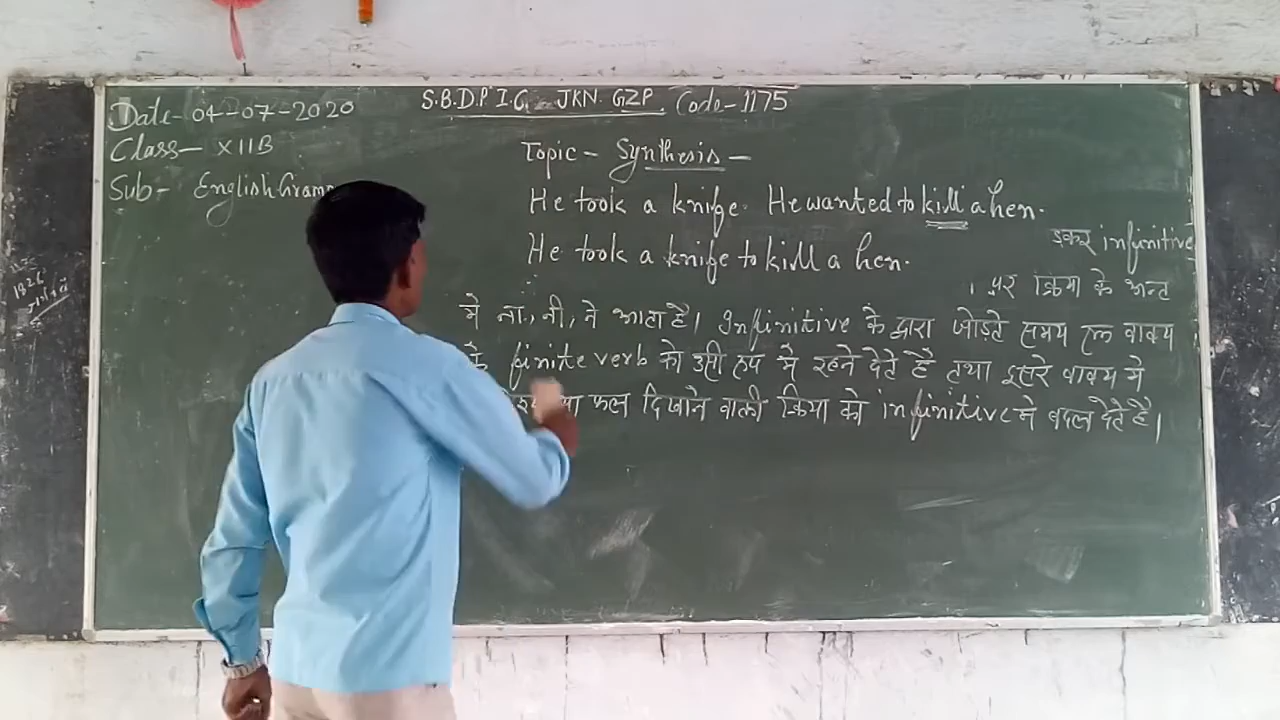 S.B.D.P I.C. JKN. GZP. Code-1175
Date- 04-07-2020
Class- XIIB
Sub- English Gram
Topic - Synthesis -
He took a knife. He wanted to kill a hen.
He took a knife to kill a hen.
infinitive
पर क्रिया के अन्त
मे ना, नी, ने आता है। Infinitive के द्वारा जोड़ते समय एक वाक्य
के finite verb को उसी रूप मे रहने देते है तथा दूसरे वाक्य मे
या फल दिखाने वाली क्रिया को infinitive मे बदल देते है।
1826